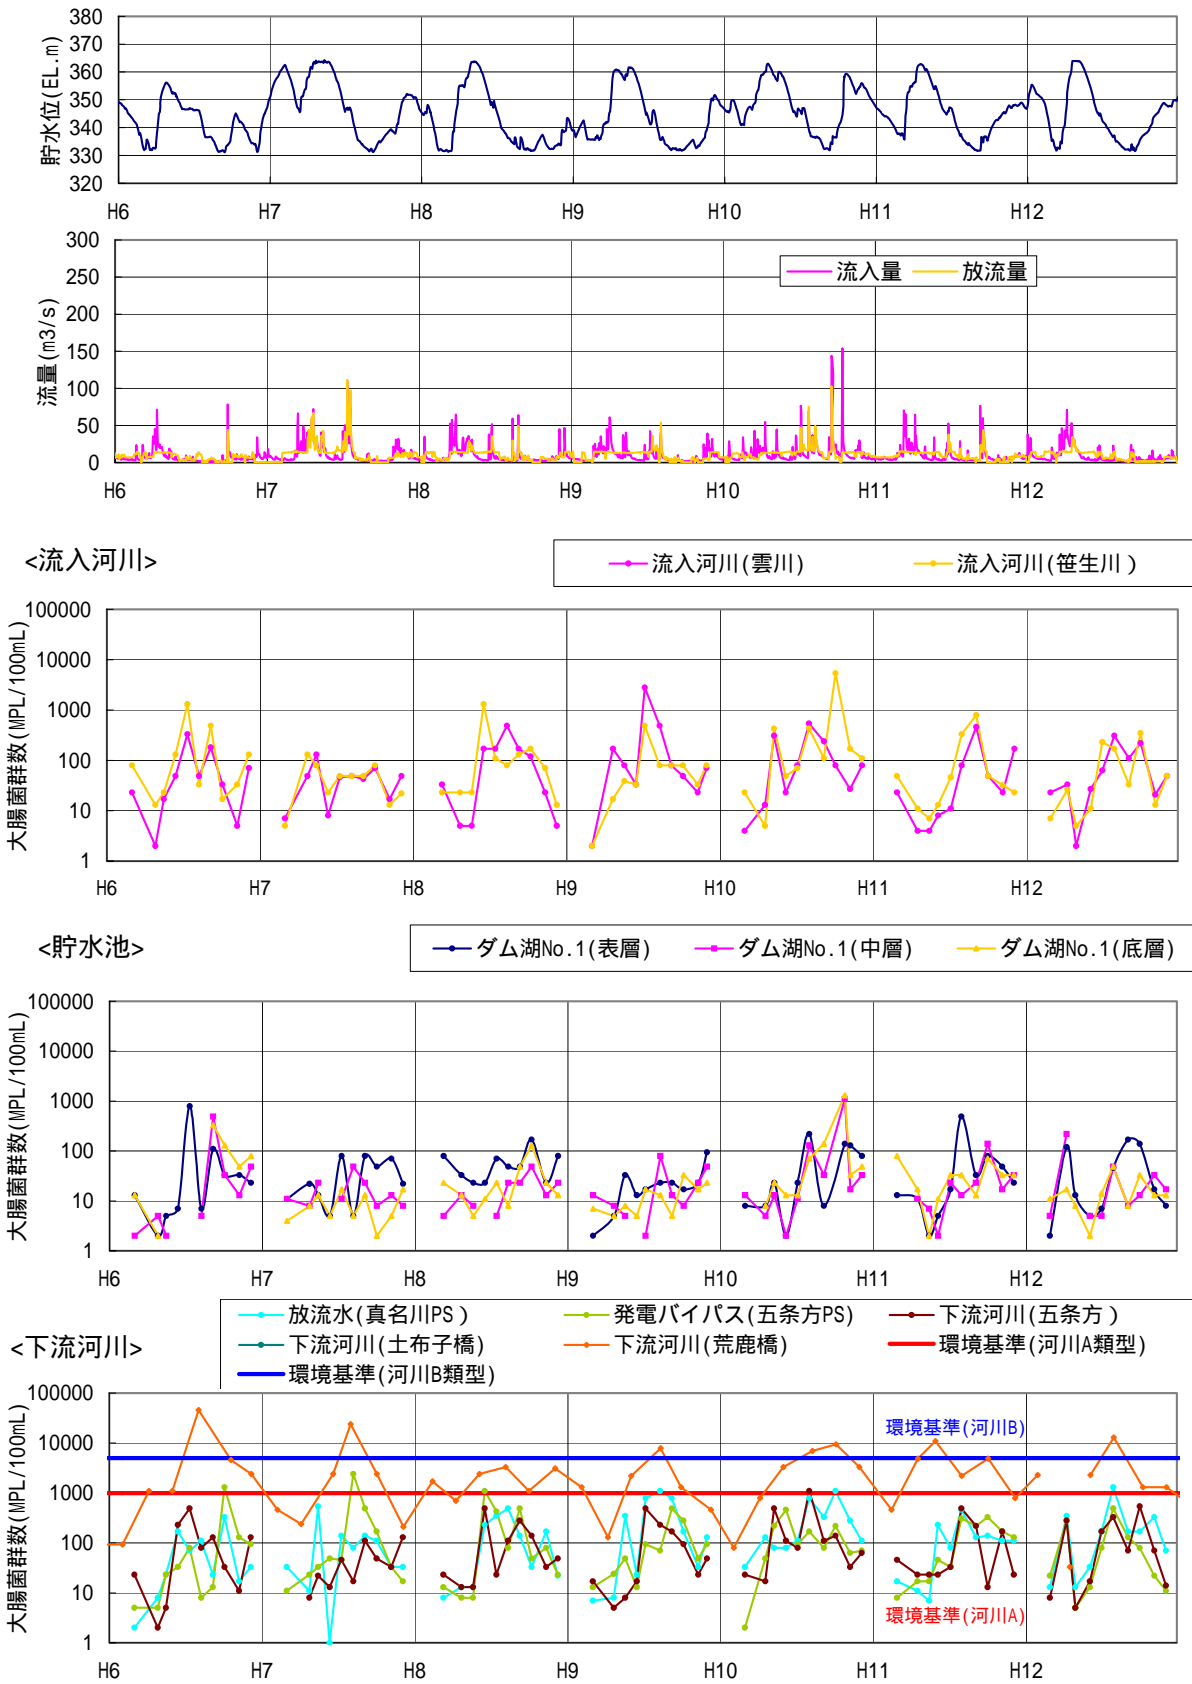 貯水位(EL.m)
380
370
360
350
340
330
320
H6 H7 H8 H9 H10 H11 H12
流量(m3/s)
300
250
200
150
100
50
0
流入量 放流量
H6 H7 H8 H9 H10 H11 H12
<流入河川>
流入河川(雲川) 流入河川(笹生川)
大腸菌群数(MPL/100mL)
100000
10000
1000
100
10
1
H6 H7 H8 H9 H10 H11 H12
<貯水池>
ダム湖No.1(表層) ダム湖No.1(中層) ダム湖No.1(底層)
大腸菌群数(MPL/100mL)
100000
10000
1000
100
10
1
H6 H7 H8 H9 H10 H11 H12
<下流河川>
放流水(真名川PS) 発電バイパス(五条方PS) 下流河川(五条方)
下流河川(土布子橋) 下流河川(荒鹿橋) 環境基準(河川A類型)
環境基準(河川B類型)
大腸菌群数(MPL/100mL)
100000
10000
1000
100
10
1
環境基準(河川B)
環境基準(河川A)
H6 H7 H8 H9 H10 H11 H12